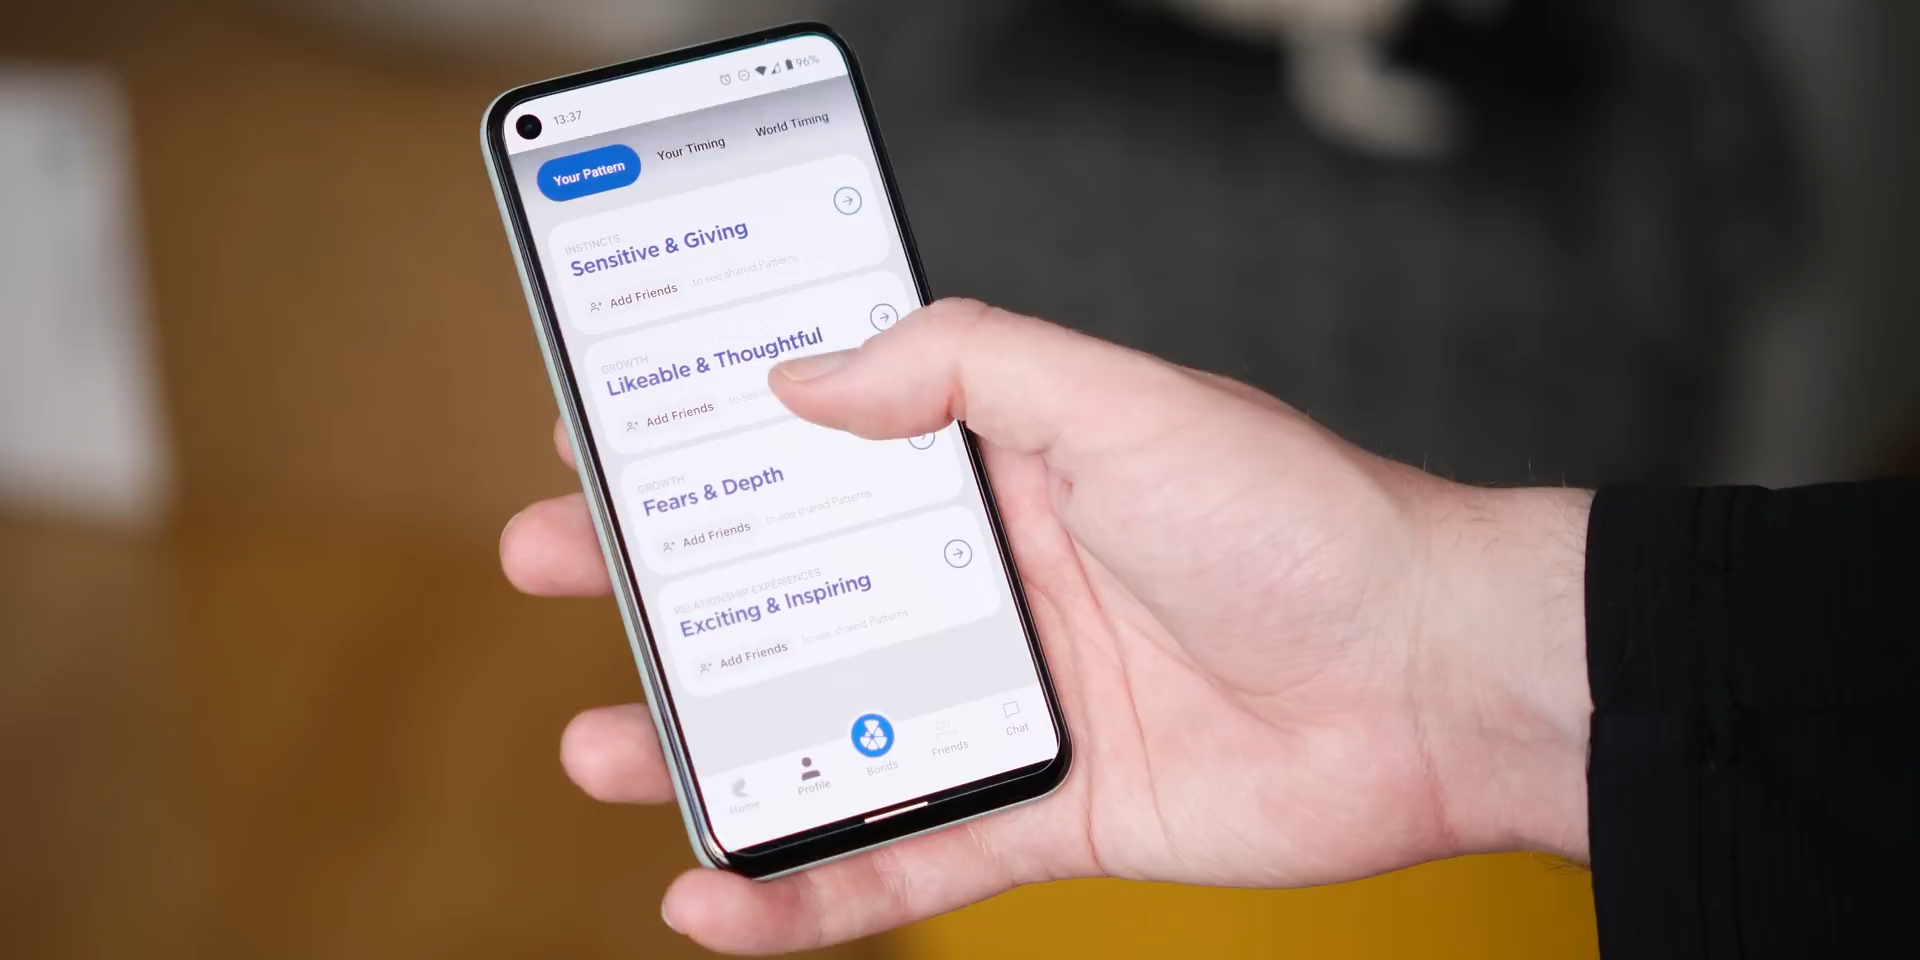 13:37
96%
Your Pattern
Your Timing
World Timing
INSTINCTS
Sensitive & Giving
Add Friends to see shared Patterns
GROWTH
Likeable & Thoughtful
Add Friends to see
GROWTH
Fears & Depth
Add Friends to see shared Patterns
RELATIONSHIP EXPERIENCES
Exciting & Inspiring
Add Friends to see shared Patterns
Home
Profile
Bonds
Friends
Chat